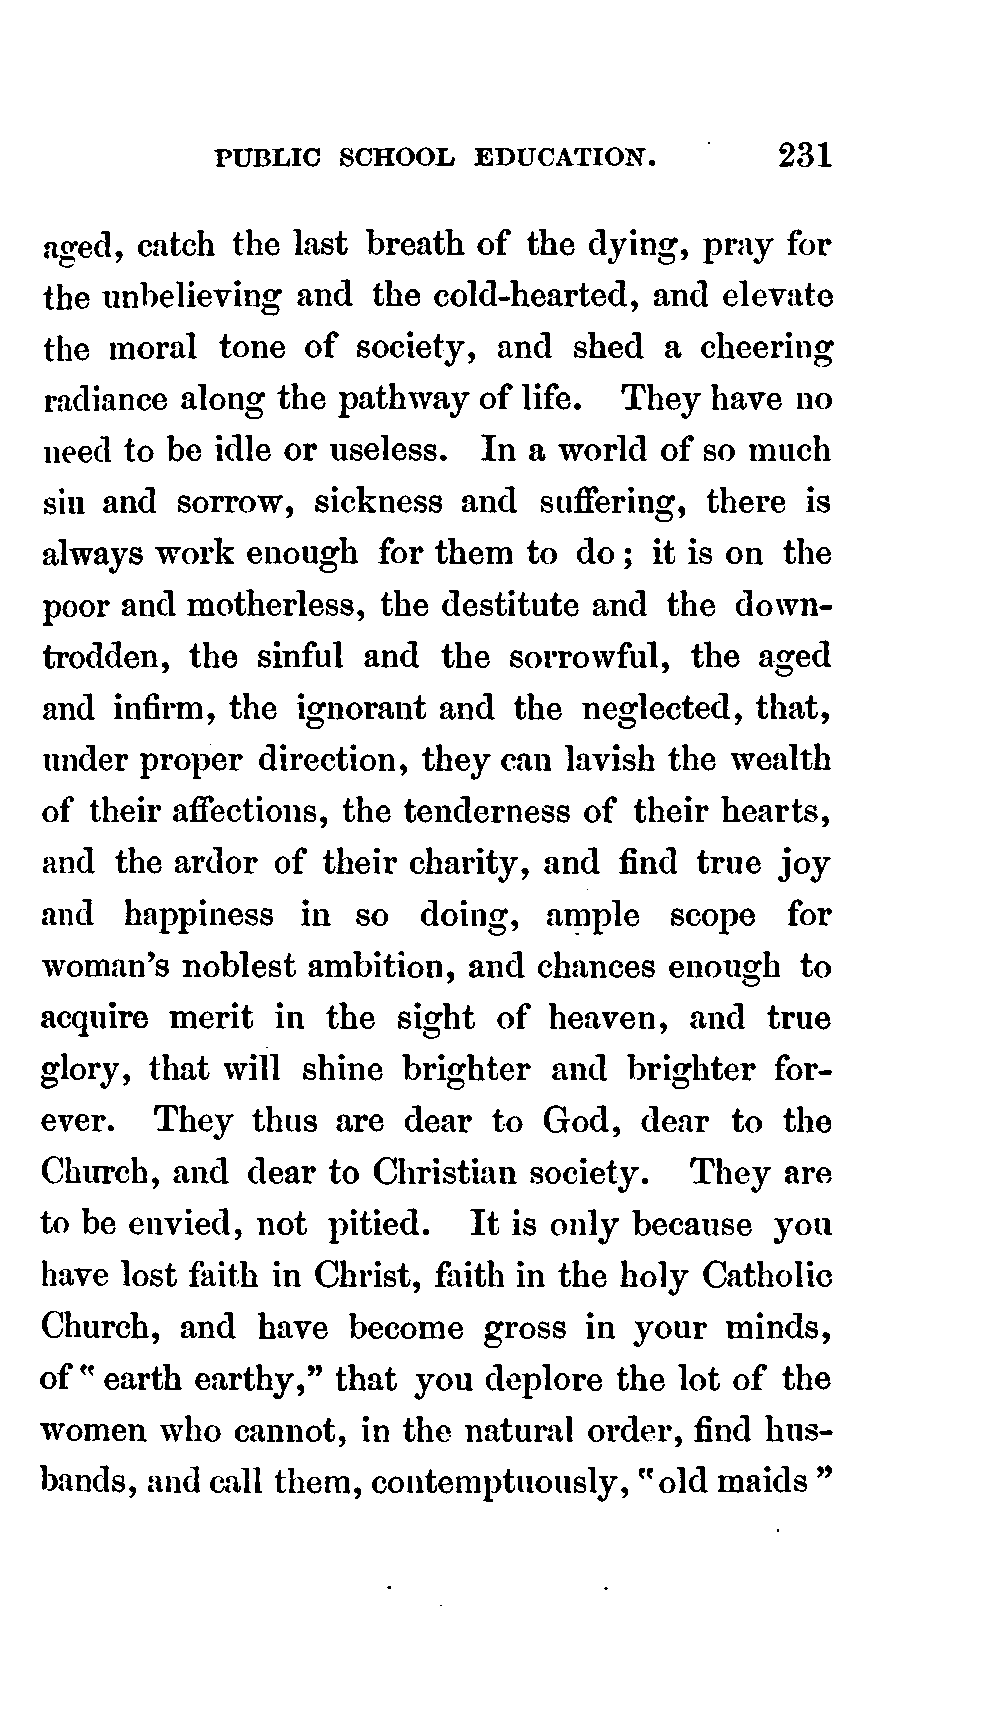 PUBLIC SCHOOL EDUCATION. 231
aged, catch the last breath of the dying, pray for
the unbelieving and the cold-hearted, and elevate
the moral tone of society, and shed a cheering
radiance along the pathway of life. They have no
need to be idle or useless. In a world of so much
sin and sorrow, sickness and suffering, there is
always work enough for them to do; it is on the
poor and motherless, the destitute and the down-
trodden, the sinful and the sorrowful, the aged
and infirm, the ignorant and the neglected, that,
under proper direction, they can lavish the wealth
of their affections, the tenderness of their hearts,
and the ardor of their charity, and find true joy
and happiness in so doing, ample scope for
woman's noblest ambition, and chances enough to
acquire merit in the sight of heaven, and true
glory, that will shine brighter and brighter for-
ever. They thus are dear to God, dear to the
Church, and dear to Christian society. They are
to be envied, not pitied. It is only because you
have lost faith in Christ, faith in the holy Catholic
Church, and have become gross in your minds,
of "earth earthy," that you deplore the lot of the
women who cannot, in the natural order, find hus-
bands, and call them, contemptuously, "old maids"